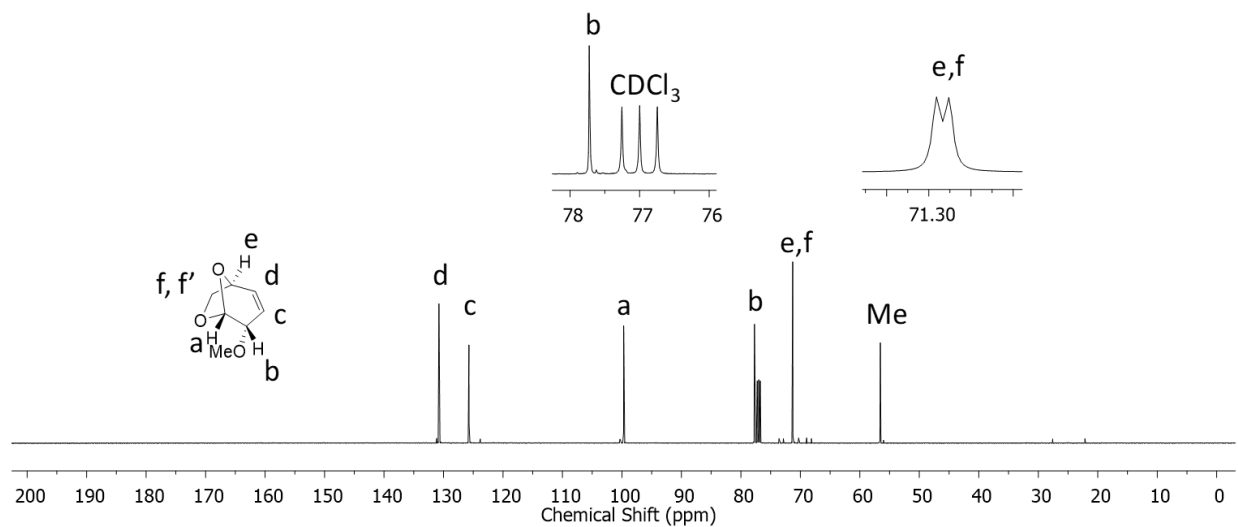 b
CDCl₃
78 77 76
e,f
71.30
e
O H
f, f’ d
O c
a H
MeO H
b
d
c
a
b
e,f
Me
200 190 180 170 160 150 140 130 120 110 100 90 80 70 60 50 40 30 20 10 0
Chemical Shift (ppm)